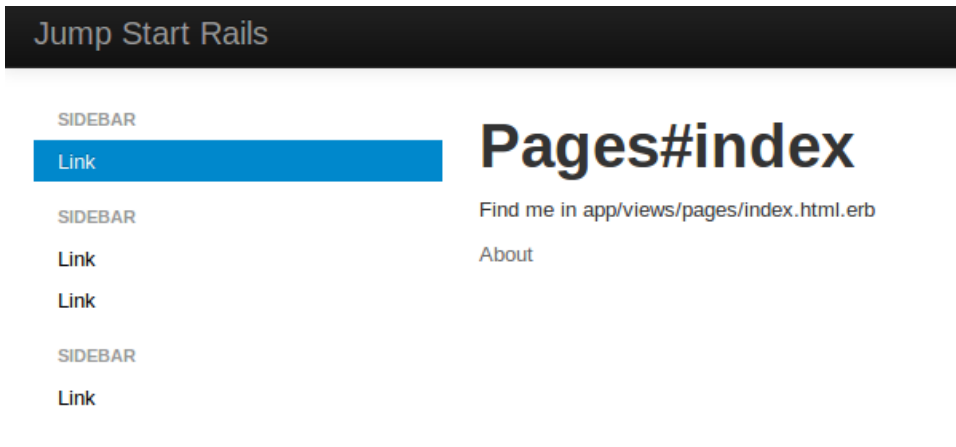 Jump Start Rails
SIDEBAR
Link
SIDEBAR
Link
Link
SIDEBAR
Link
Pages#index
Find me in app/views/pages/index.html.erb
About